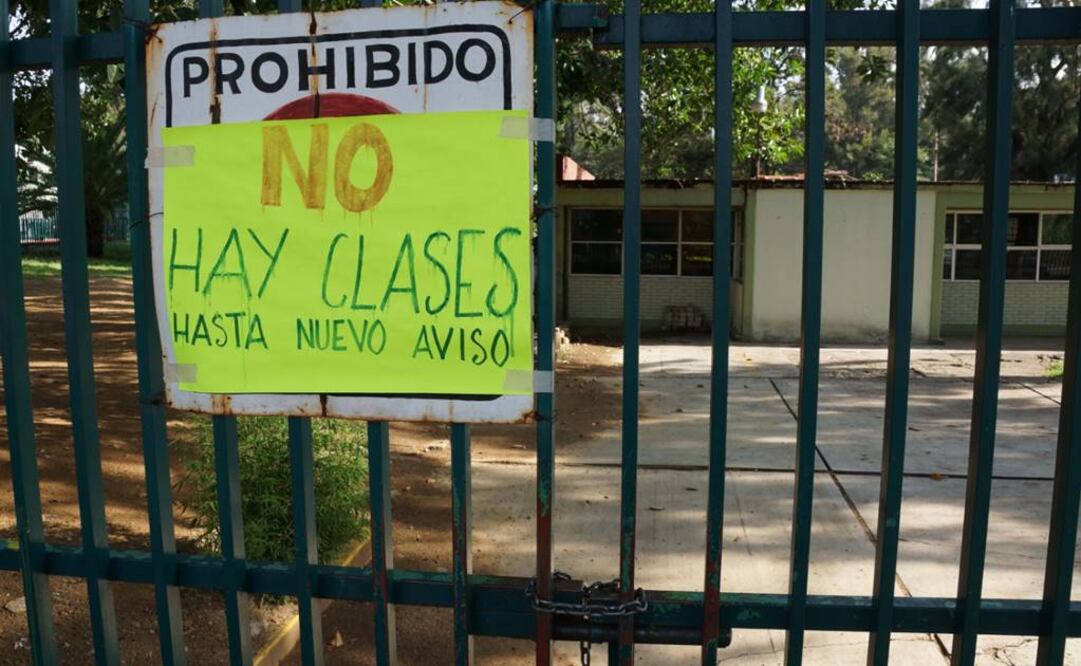 PROHIBIDO
NO
HAY CLASES
HASTA NUEVO AVISO